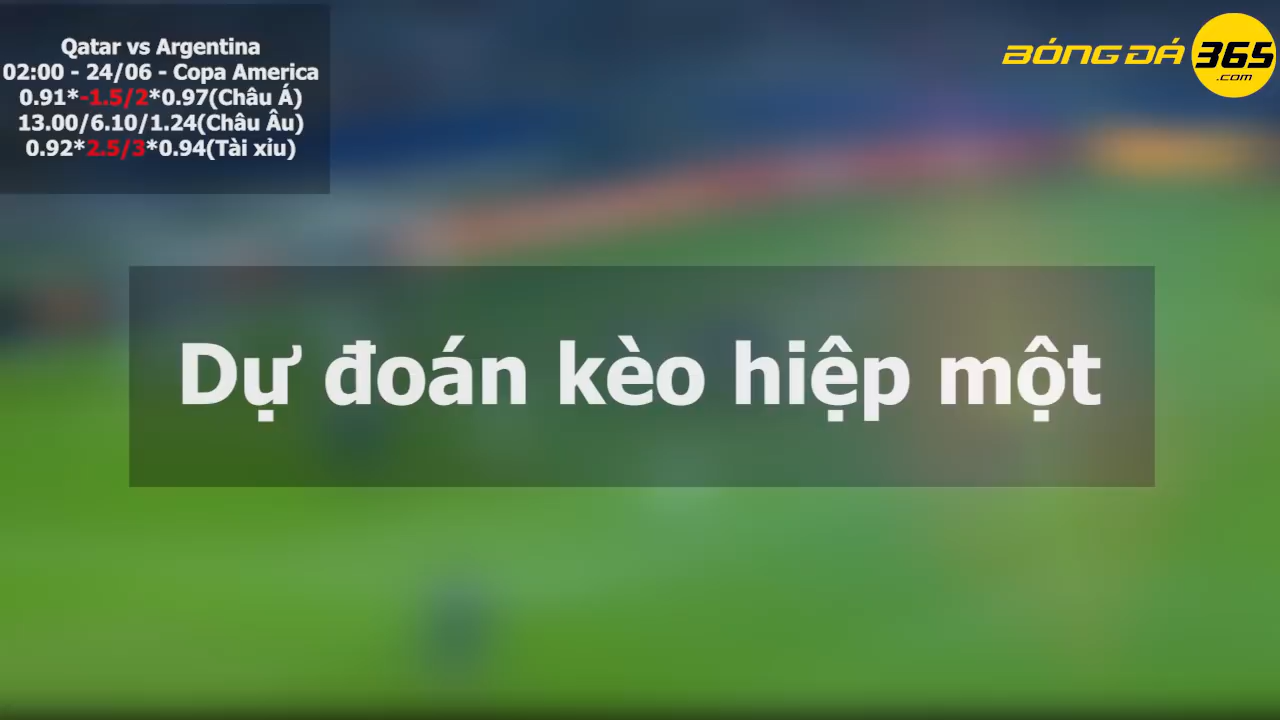 Qatar vs Argentina
02:00 - 24/06 - Copa America
0.91*-1.5/2*0.97(Châu Á)
13.00/6.10/1.24(Châu Âu)
0.92*2.5/3*0.94(Tài xỉu)
BÓNG ĐÁ 365
.COM
Dự đoán kèo hiệp một